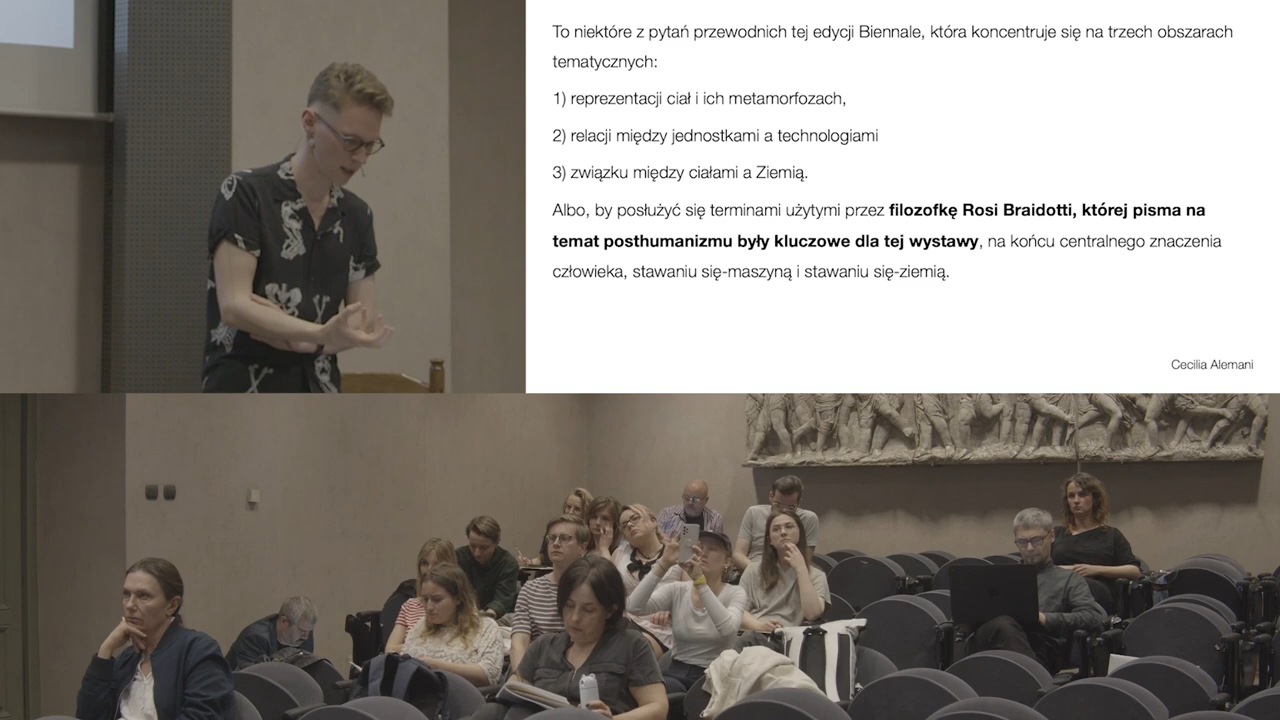 To niektóre z pytań przewodnich tej edycji Biennale, która koncentruje się na trzech obszarach
tematycznych:
1) reprezentacji ciał i ich metamorfozach,
2) relacji między jednostkami a technologiami
3) związku między ciałami a Ziemią.
Albo, by posłużyć się terminami użytymi przez filozofkę Rosi Braidotti, której pisma na
temat posthumanizmu były kluczowe dla tej wystawy, na końcu centralnego znaczenia
człowieka, stawaniu się-maszyną i stawaniu się-ziemią.
Cecilia Alemani